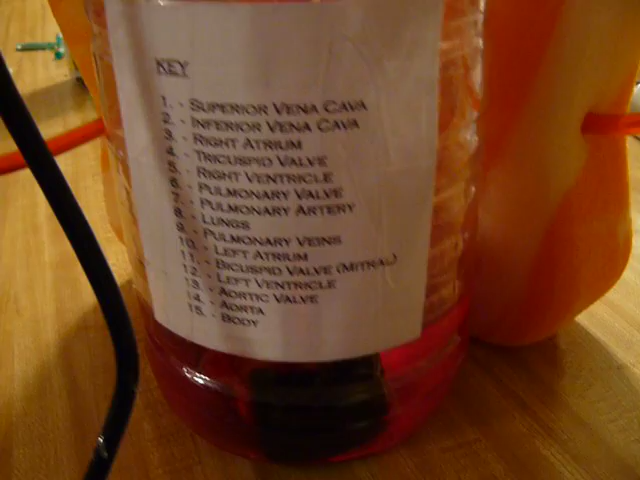 KEY
1. - SUPERIOR VENA CAVA
2. - INFERIOR VENA CAVA
3. - RIGHT ATRIUM
4. - TRICUSPID VALVE
5. - RIGHT VENTRICLE
6. - PULMONARY VALVE
7. - PULMONARY ARTERY
8. - LUNGS
9. - PULMONARY VEINS
10. - LEFT ATRIUM
11. - BICUSPID VALVE (MITRAL)
12. - LEFT VENTRICLE
13. - AORTIC VALVE
14. - AORTA
15. - BODY